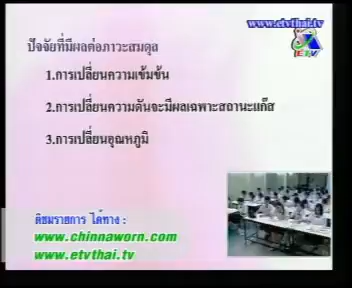 www.etvthai.tv
ETV
ปัจจัยที่มีผลต่อภาวะสมดุล
1.การเปลี่ยนความเข้มข้น
2.การเปลี่ยนความดันจะมีผลเฉพาะสถานะแก๊ส
3.การเปลี่ยนอุณหภูมิ
ติชมรายการ ได้ทาง :
www.chinnaworn.com
www.etvthai.tv